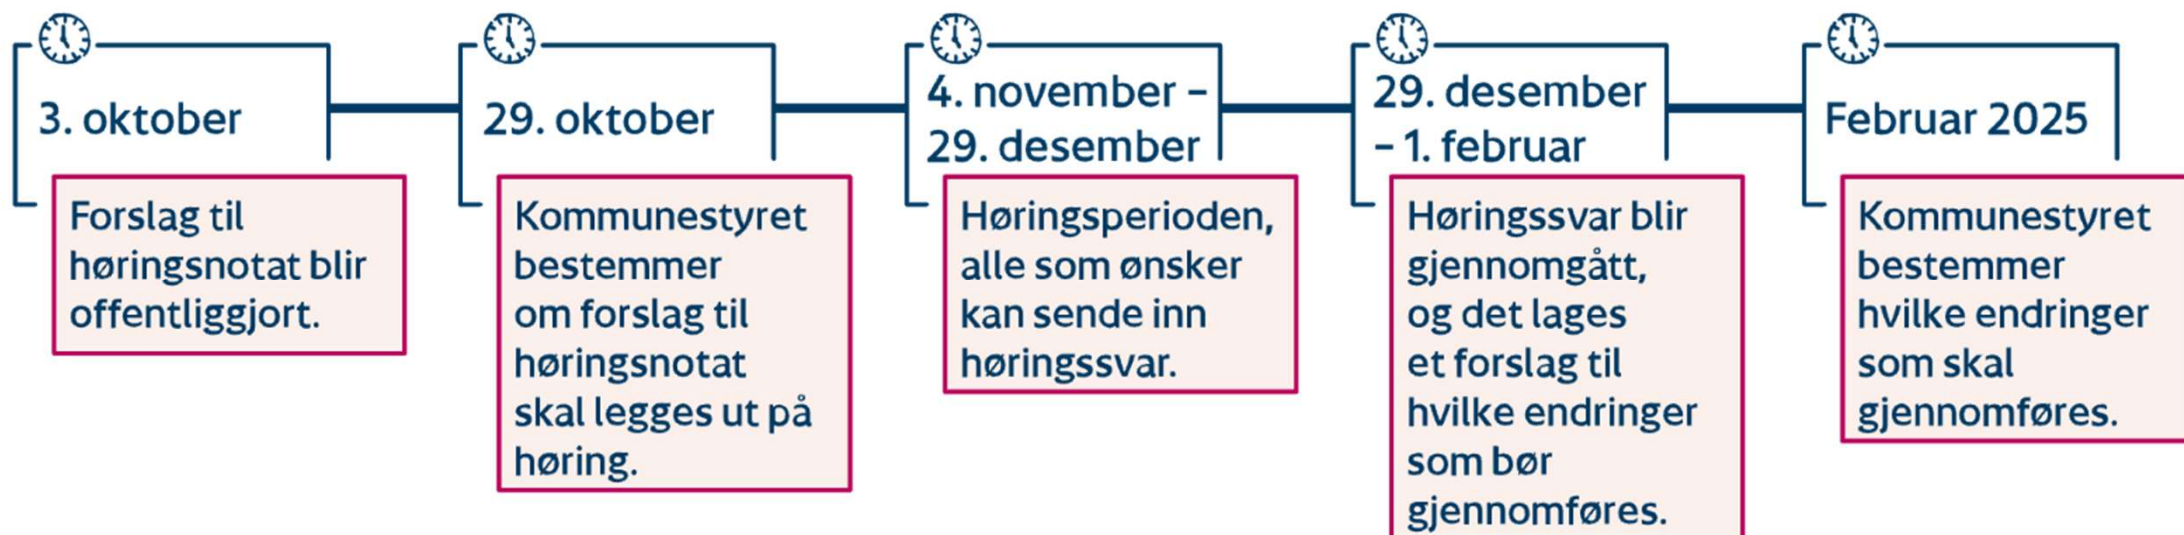 3. oktober
Forslag til
høringsnotat blir
offentliggjort.
29. oktober
Kommunestyret
bestemmer
om forslag til
høringsnotat
skal legges ut på
høring.
4. november –
29. desember
Høringsperioden,
alle som ønsker
kan sende inn
høringssvar.
29. desember
– 1. februar
Høringssvar blir
gjennomgått,
og det lages
et forslag til
hvilke endringer
som bør
gjennomføres.
Februar 2025
Kommunestyret
bestemmer
hvilke endringer
som skal
gjennomføres.